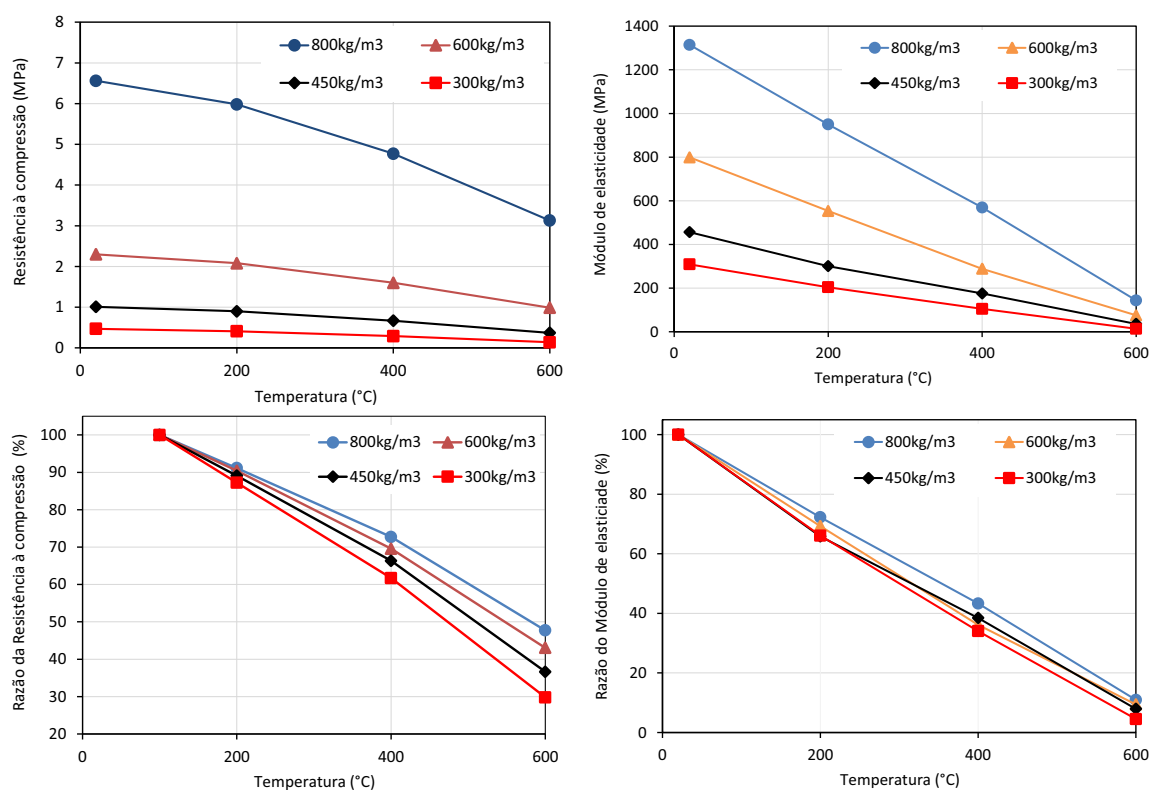 Resistência à compressão (MPa)
8
7
6
5
4
3
2
1
0
800kg/m3 600kg/m3
450kg/m3 300kg/m3
0 200 400 600
Temperatura (°C)
Módulo de elasticidade (MPa)
1400
1200
1000
800
600
400
200
0
800kg/m3 600kg/m3
450kg/m3 300kg/m3
0 200 400 600
Temperatura (°C)
Razão da Resistência à compressão (%)
100
90
80
70
60
50
40
30
20
800kg/m3 600kg/m3
450kg/m3 300kg/m3
0 200 400 600
Temperatura (°C)
Razão do Módulo de elasticiade (%)
100
80
60
40
20
0
800kg/m3 600kg/m3
450kg/m3 300kg/m3
0 200 400 600
Temperatura (°C)